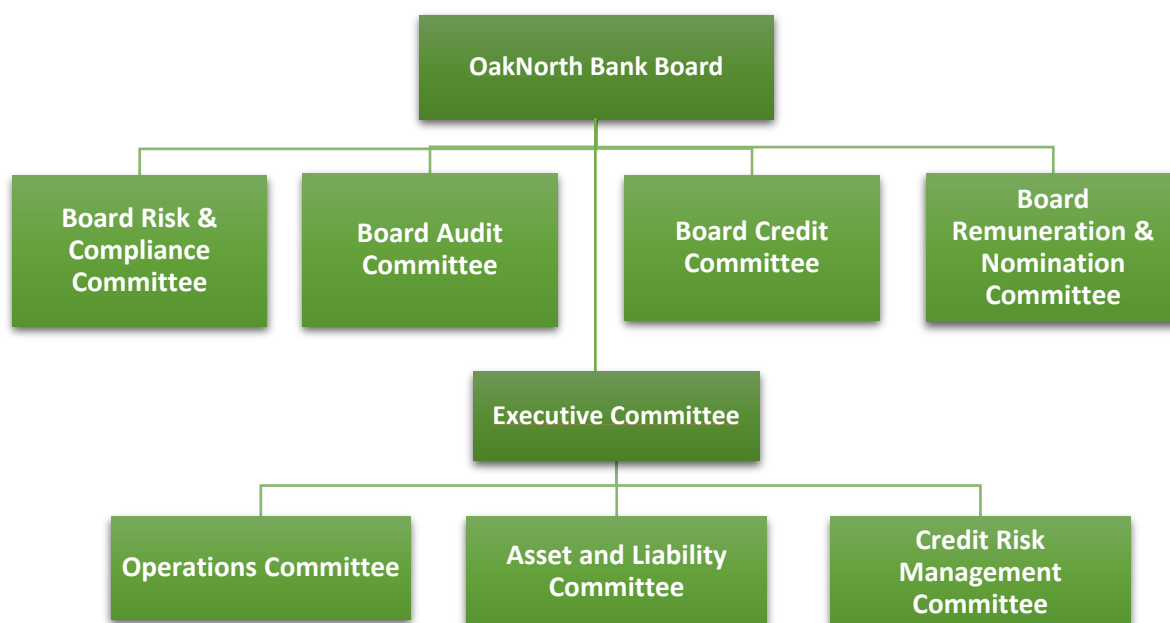 OakNorth Bank Board
Board Risk &
Compliance
Committee
Board Audit
Committee
Board Credit
Committee
Board
Remuneration &
Nomination
Committee
Executive Committee
Operations Committee
Asset and Liability
Committee
Credit Risk
Management
Committee